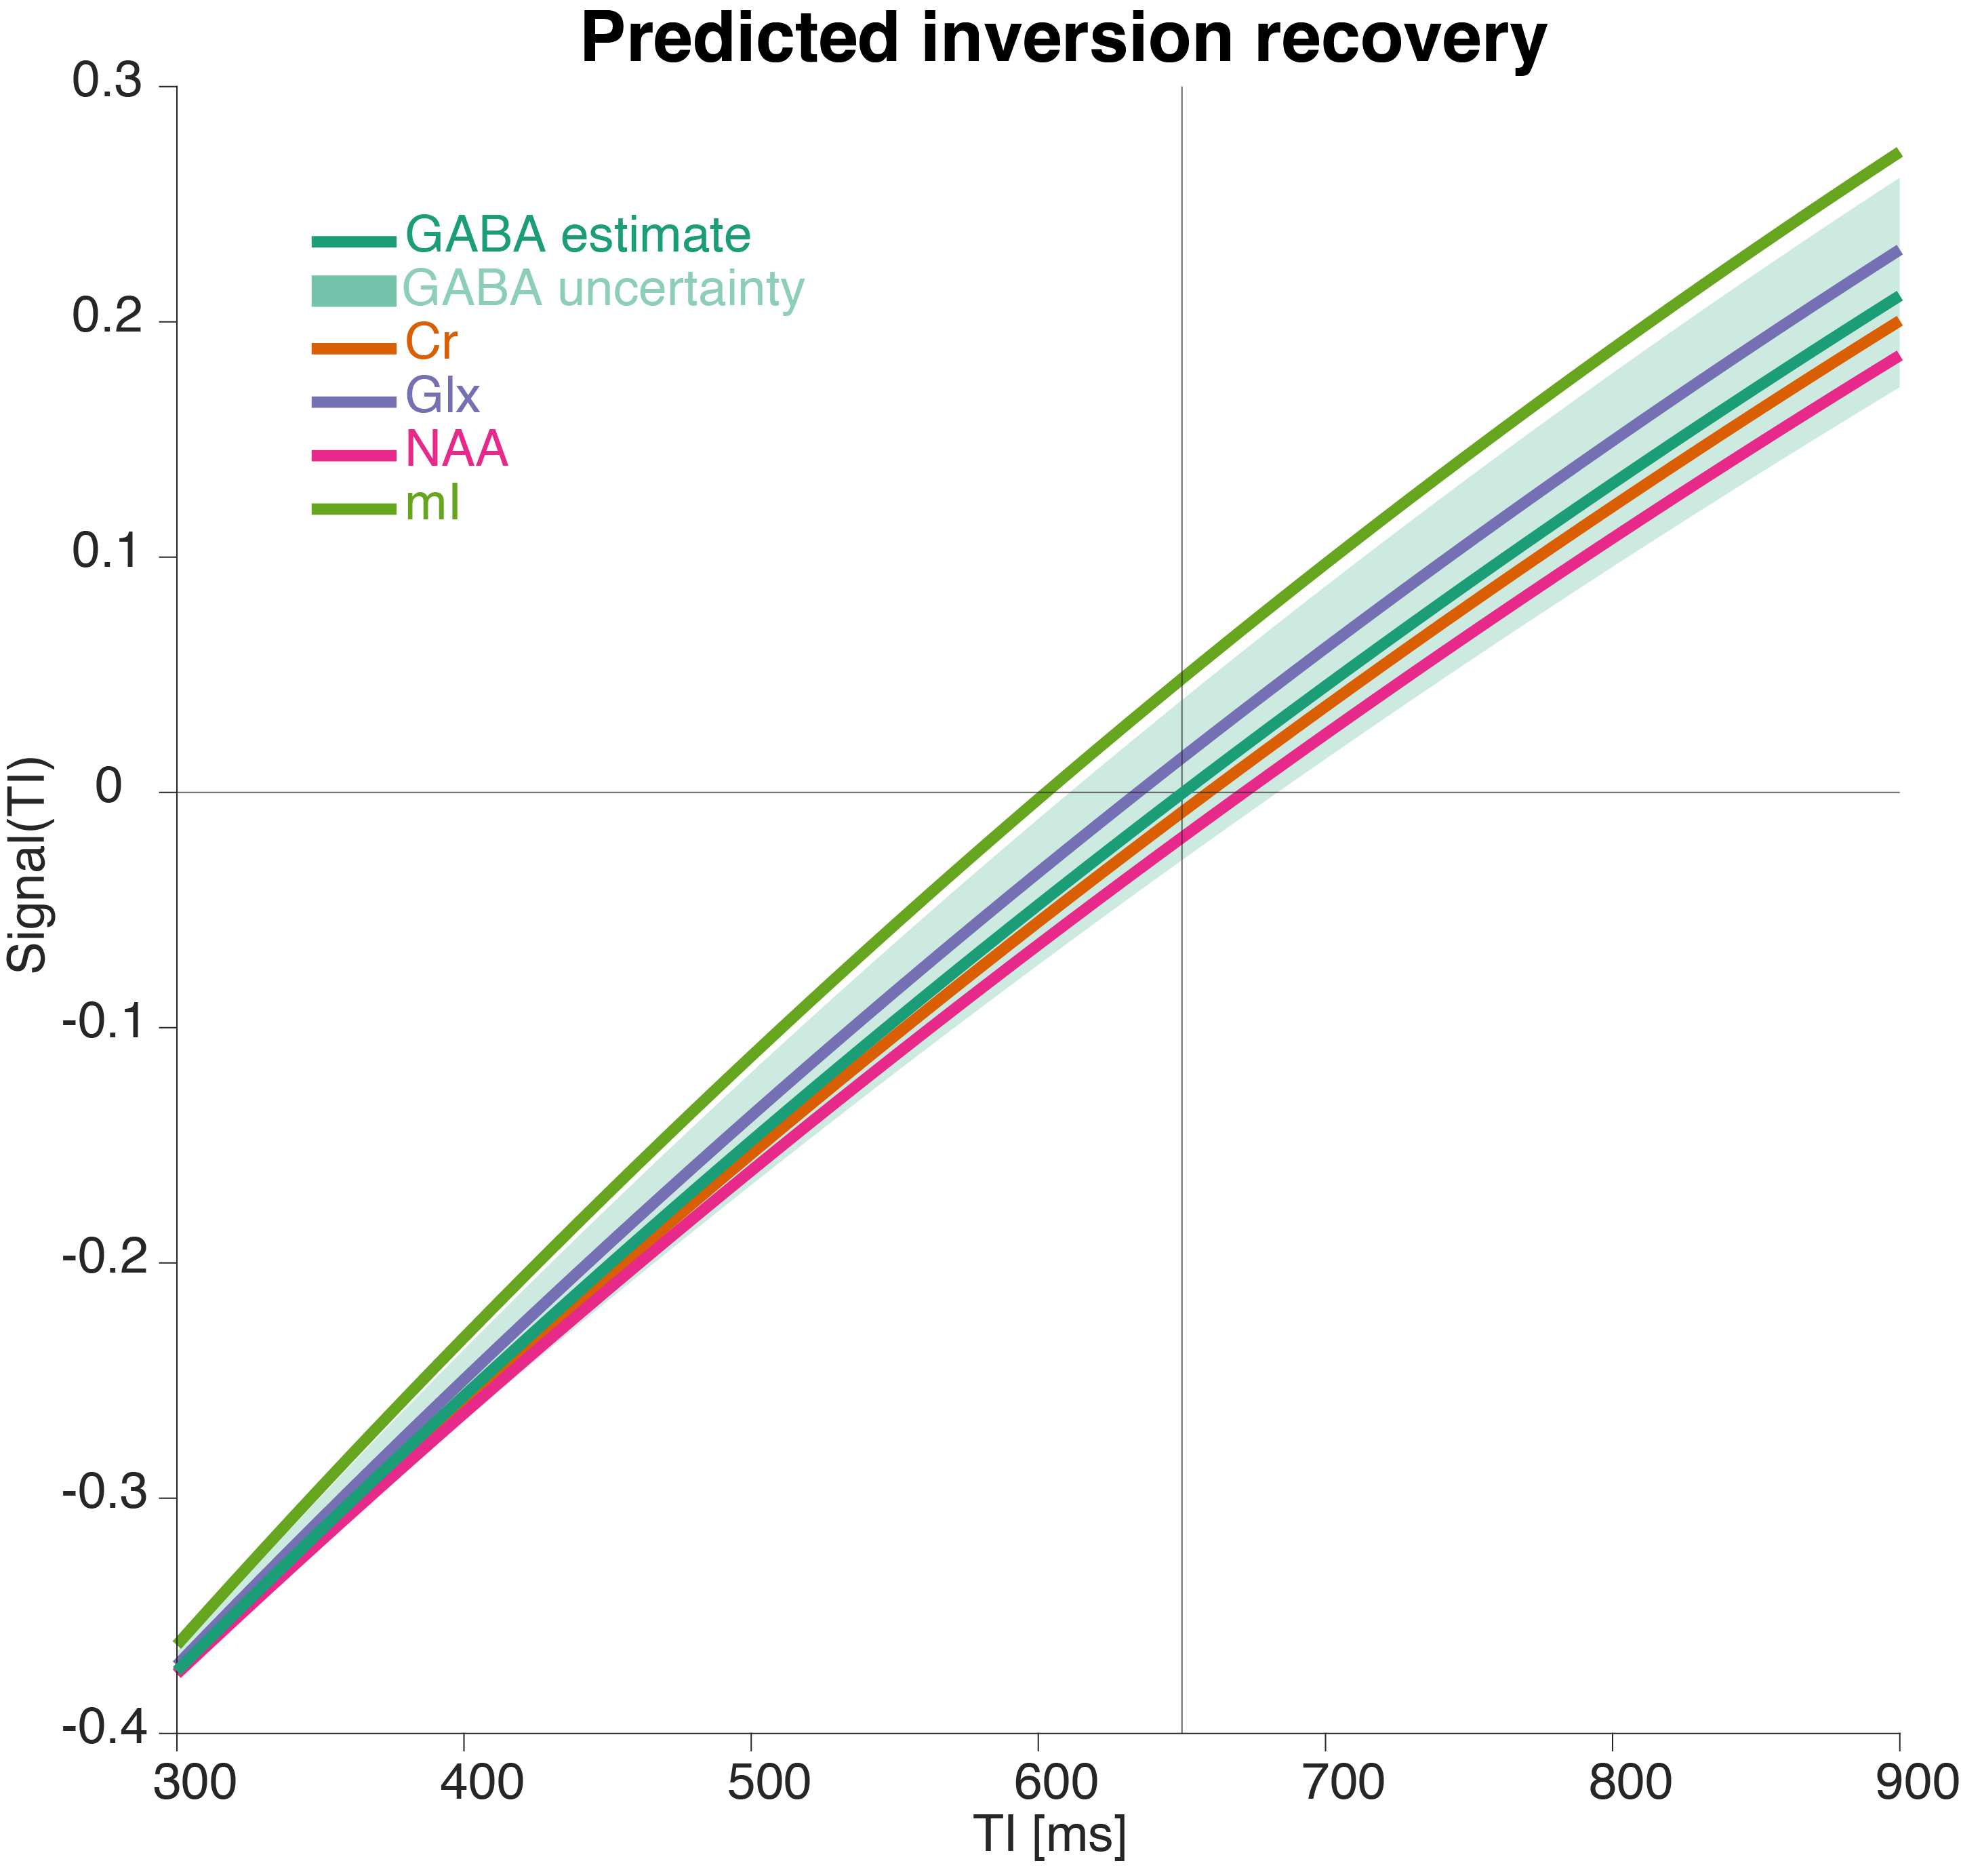 Predicted inversion recovery
0.3
0.2
0.1
0
-0.1
-0.2
-0.3
-0.4
Signal(TI)
GABA estimate
GABA uncertainty
Cr
Glx
NAA
mI
300 400 500 600 700 800 900
TI [ms]